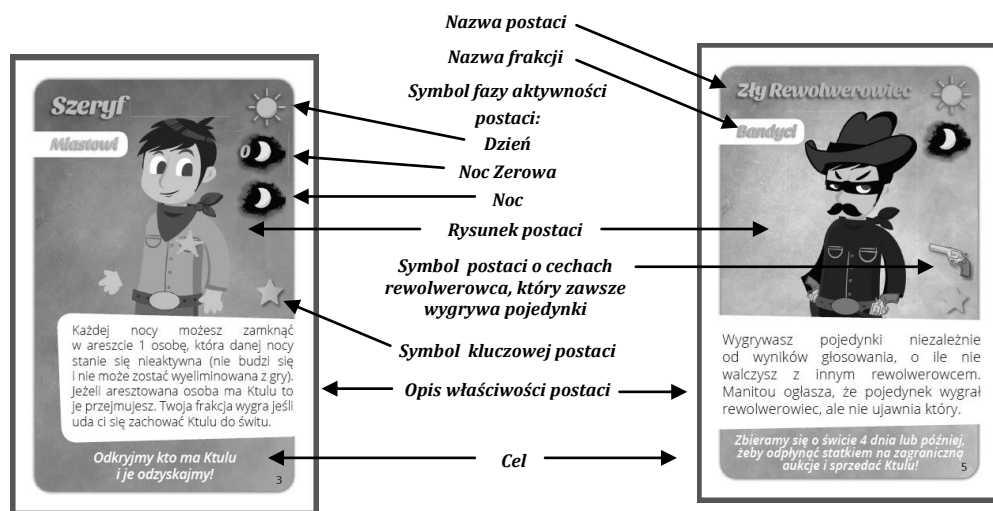 Nazwa postaci
Nazwa frakcji
Symbol fazy aktywności
postaci:
Dzień
Noc Zerowa
Noc
Rysunek postaci
Symbol postaci o cechach
rewolwerowca, który zawsze
wygrywa pojedynki
Symbol kluczowej postaci
Opis właściwości postaci
Cel
Szeryf
Miastowi
0
Każdej nocy możesz zamknąć
w areszcie 1 osobę, która danej nocy
stanie się nieaktywna (nie budzi się
i nie może zostać wyeliminowana z gry).
Jeżeli aresztowana osoba ma Ktulu to
je przejmujesz. Twoja frakcja wygra jeśli
uda ci się zachować Ktulu do świtu.
Odkryjmy kto ma Ktulu
i je odzyskajmy!
3
Zły Rewolwerowiec
Bandyci
Wygrywasz pojedynki niezależnie
od wyników głosowania, o ile nie
walczysz z innym rewolwerowcem.
Manitou ogłasza, że pojedynek wygrał
rewolwerowiec, ale nie ujawnia który.
Zbieramy się o świcie 4 dnia lub później,
żeby odpłynąć statkiem na zagraniczną
aukcje i sprzedać Ktulu!
5